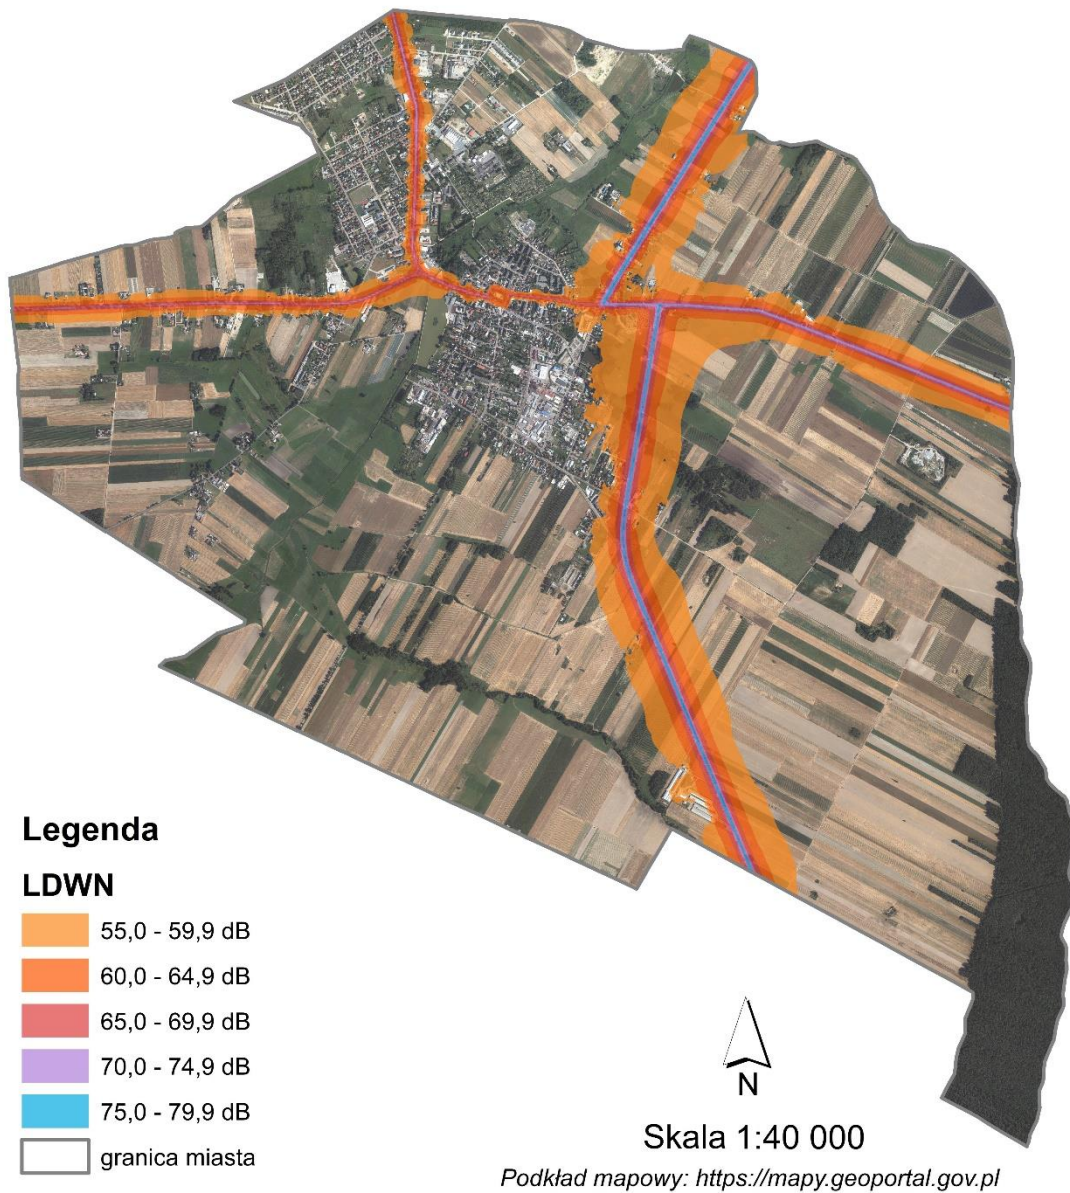 Legenda
LDWN
55,0 - 59,9 dB
60,0 - 64,9 dB
65,0 - 69,9 dB
70,0 - 74,9 dB
75,0 - 79,9 dB
granica miasta
N
Skala 1:40 000
Podkład mapowy: https://mapy.geoportal.gov.pl